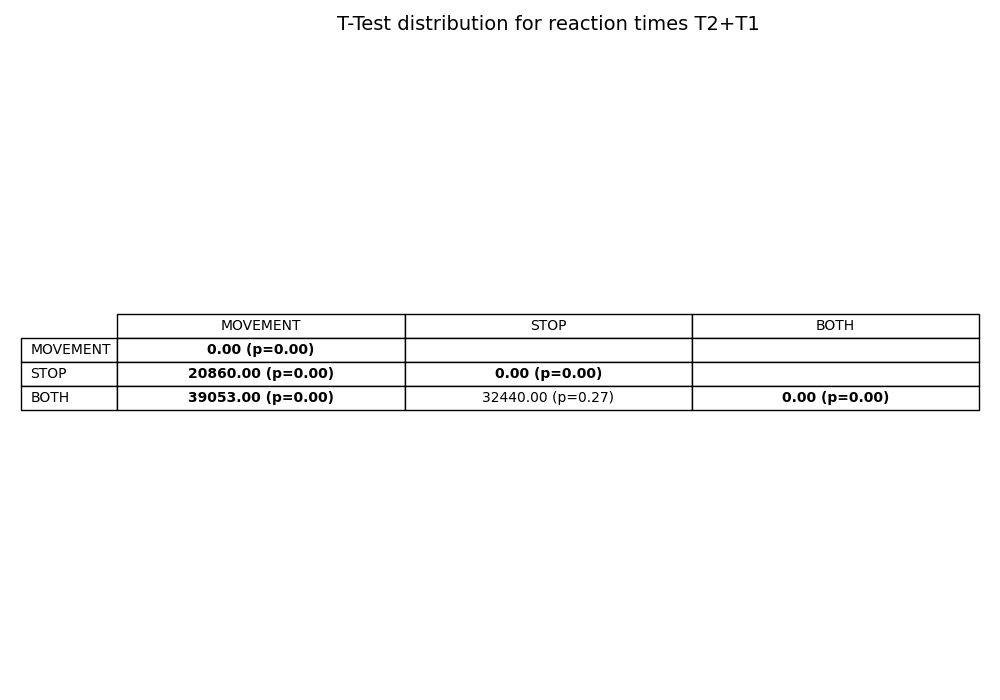 T-Test distribution for reaction times T2+T1
MOVEMENT STOP BOTH
MOVEMENT 0.00 (p=0.00)
STOP 20860.00 (p=0.00) 0.00 (p=0.00)
BOTH 39053.00 (p=0.00) 32440.00 (p=0.27) 0.00 (p=0.00)